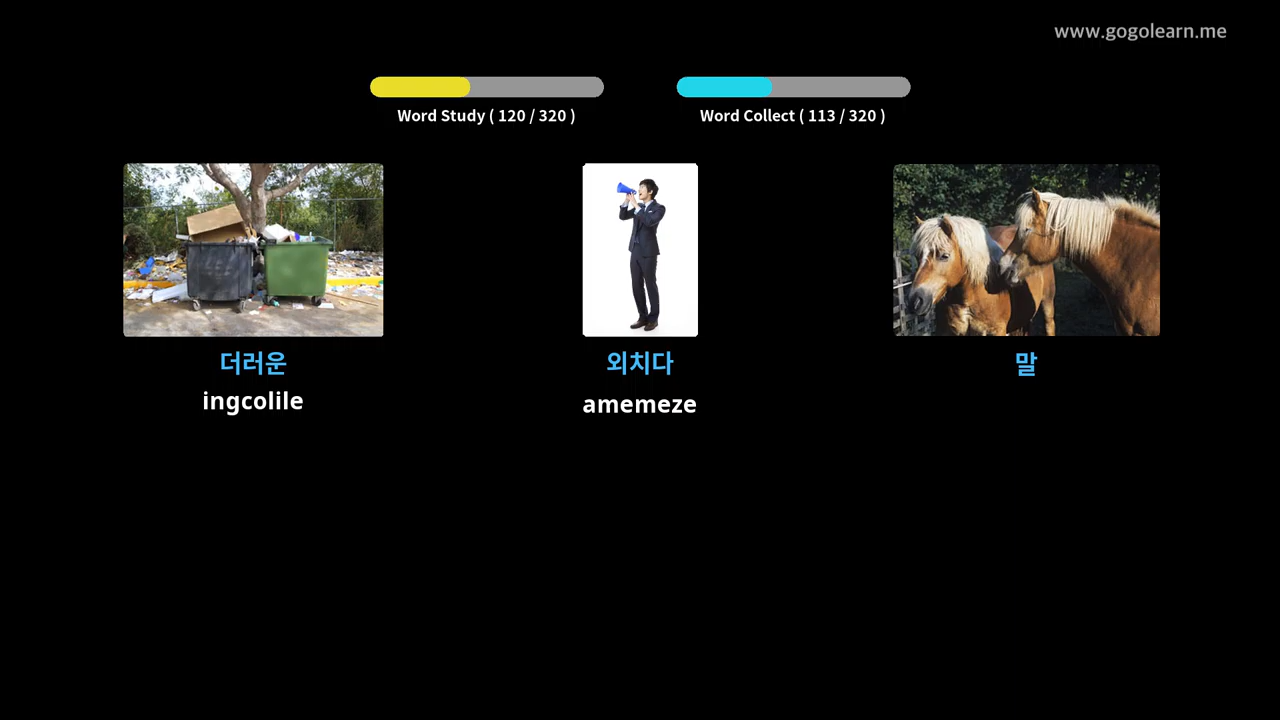 www.gogolearn.me
Word Study ( 120 / 320 )
Word Collect ( 113 / 320 )
더러운
외치다
말
ingcolile
amemeze